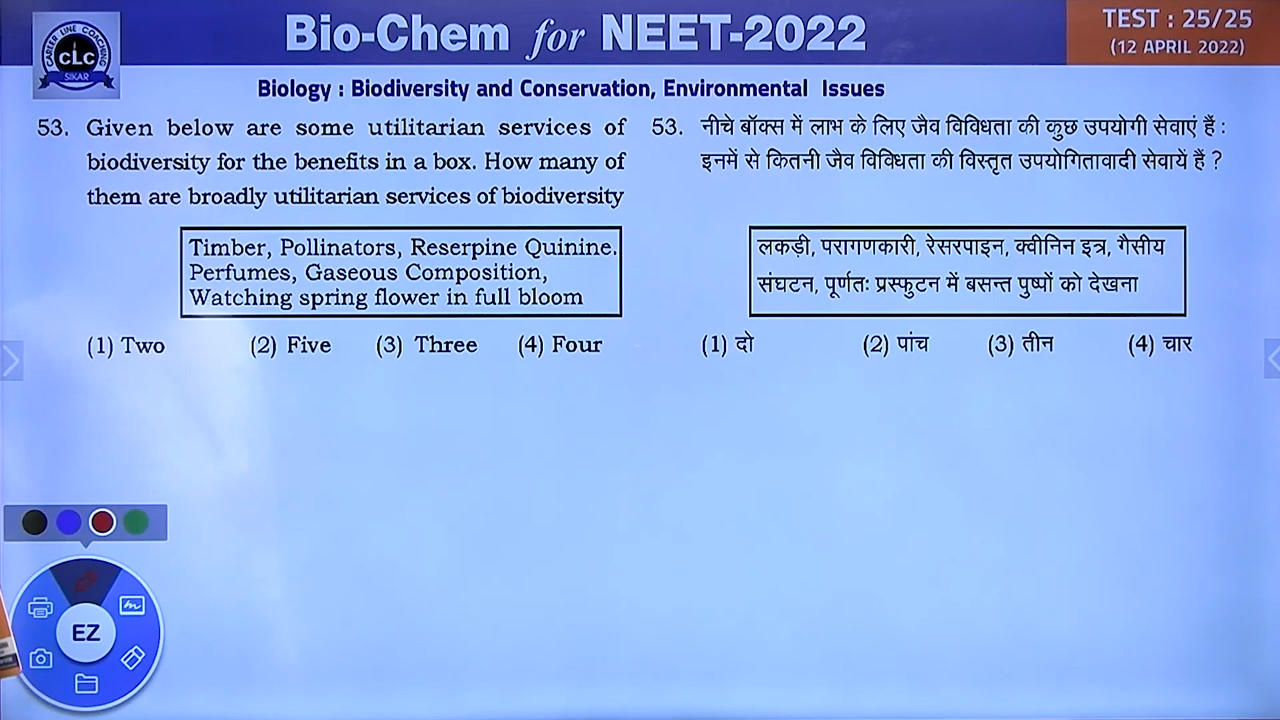 CAREER LINE COACHING
CLC
SIKAR
Bio-Chem for NEET-2022
TEST : 25/25
(12 APRIL 2022)
Biology : Biodiversity and Conservation, Environmental Issues
53. Given below are some utilitarian services of
biodiversity for the benefits in a box. How many of
them are broadly utilitarian services of biodiversity
Timber, Pollinators, Reserpine Quinine.
Perfumes, Gaseous Composition,
Watching spring flower in full bloom
(1) Two (2) Five (3) Three (4) Four
53. नीचे बॉक्स में लाभ के लिए जैव विविधता की कुछ उपयोगी सेवाएं हैं :
इनमें से कितनी जैव विविधता की विस्तृत उपयोगितावादी सेवायें हैं ?
लकड़ी, परागणकारी, रेसरपाइन, क्वीनिन इत्र, गैसीय
संघटन, पूर्णतः प्रस्फुटन में बसन्त पुष्पों को देखना
(1) दो (2) पांच (3) तीन (4) चार
EZ